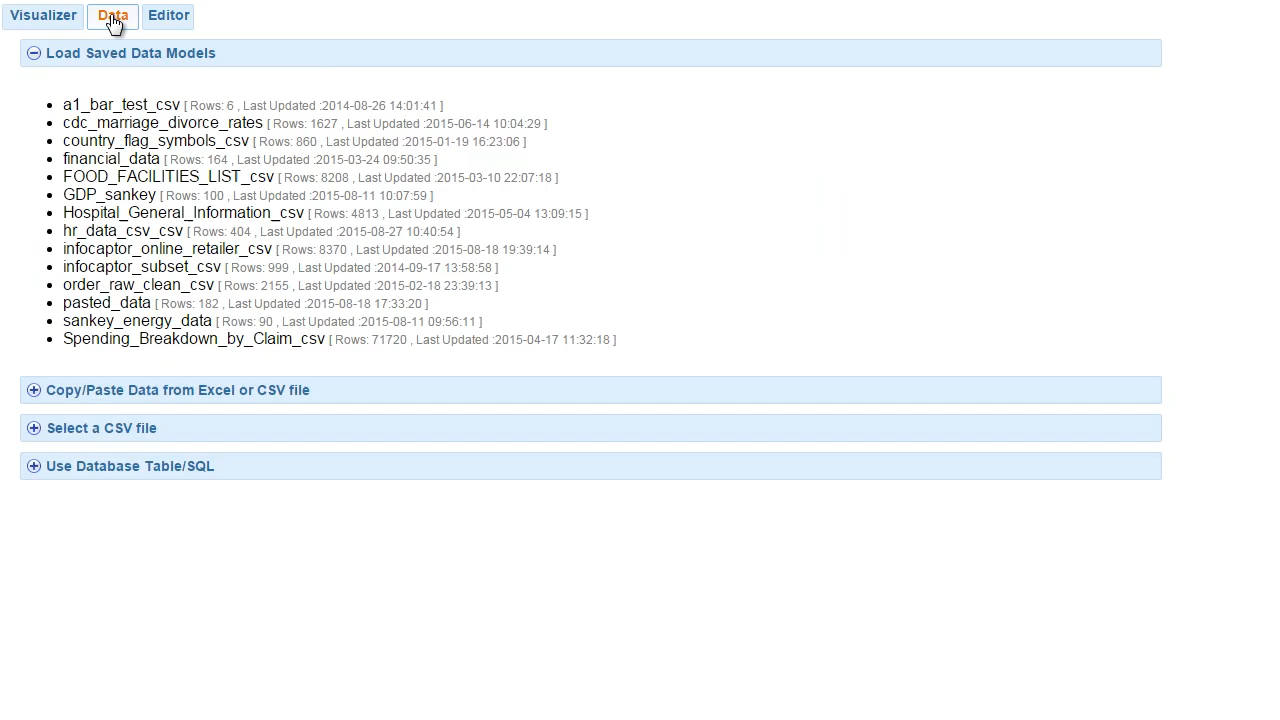 Visualizer Data Editor
Load Saved Data Models
a1_bar_test_csv [ Rows: 6 , Last Updated :2014-08-26 14:01:41 ]
cdc_marriage_divorce_rates [ Rows: 1627 , Last Updated :2015-06-14 10:04:29 ]
country_flag_symbols_csv [ Rows: 860 , Last Updated :2015-01-19 16:23:06 ]
financial_data [ Rows: 164 , Last Updated :2015-03-24 09:50:35 ]
FOOD_FACILITIES_LIST_csv [ Rows: 8208 , Last Updated :2015-03-10 22:07:18 ]
GDP_sankey [ Rows: 100 , Last Updated :2015-08-11 10:07:59 ]
Hospital_General_Information_csv [ Rows: 4813 , Last Updated :2015-05-04 13:09:15 ]
hr_data_csv_csv [ Rows: 404 , Last Updated :2015-08-27 10:40:54 ]
infocaptor_online_retailer_csv [ Rows: 8370 , Last Updated :2015-08-18 19:39:14 ]
infocaptor_subset_csv [ Rows: 999 , Last Updated :2014-09-17 13:58:58 ]
order_raw_clean_csv [ Rows: 2155 , Last Updated :2015-02-18 23:39:13 ]
pasted_data [ Rows: 182 , Last Updated :2015-08-18 17:33:20 ]
sankey_energy_data [ Rows: 90 , Last Updated :2015-08-11 09:56:11 ]
Spending_Breakdown_by_Claim_csv [ Rows: 71720 , Last Updated :2015-04-17 11:32:18 ]
Copy/Paste Data from Excel or CSV file
Select a CSV file
Use Database Table/SQL